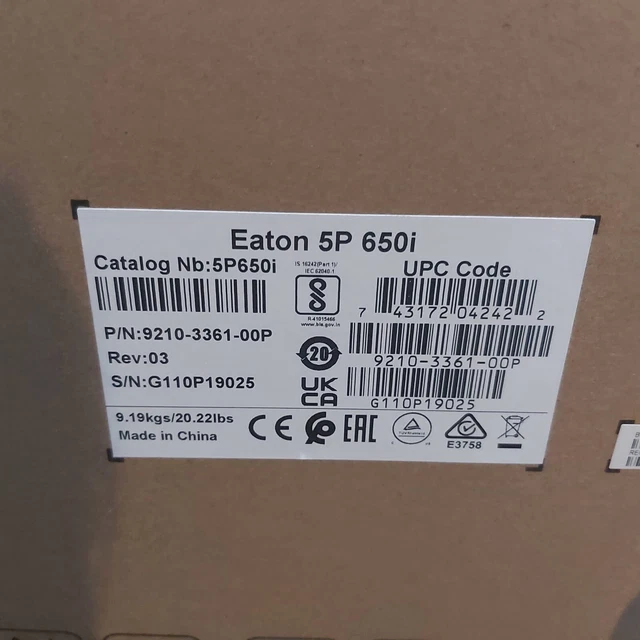 Eaton 5P 650i
Catalog Nb:5P650i
IS 16242(Part 1)/
IEC 62040-1
R-41015466
www.bis.gov.in
UPC Code
7 43172 04242 2
P/N:9210-3361-00P
9210-3361-00P
Rev:03
20
S/N:G110P19025
G110P19025
UK
CA
9.19kgs/20.22lbs
Made in China
CE
EAC
E3758